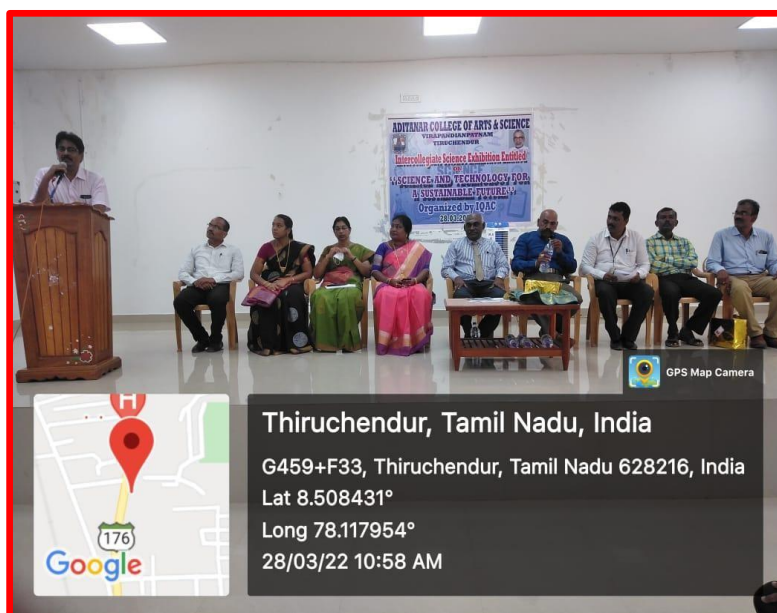 ADITANAR COLLEGE OF ARTS & SCIENCE
VIRAPANDIANPATNAM
TIRUCHENDUR
Intercollegiate Science Exhibition Entitled
"SCIENCE AND TECHNOLOGY FOR
A SUSTAINABLE FUTURE"
Organized by IQAC
GPS Map Camera
H
176
Google
Thiruchendur, Tamil Nadu, India
G459+F33, Thiruchendur, Tamil Nadu 628216, India
Lat 8.508431°
Long 78.117954°
28/03/22 10:58 AM